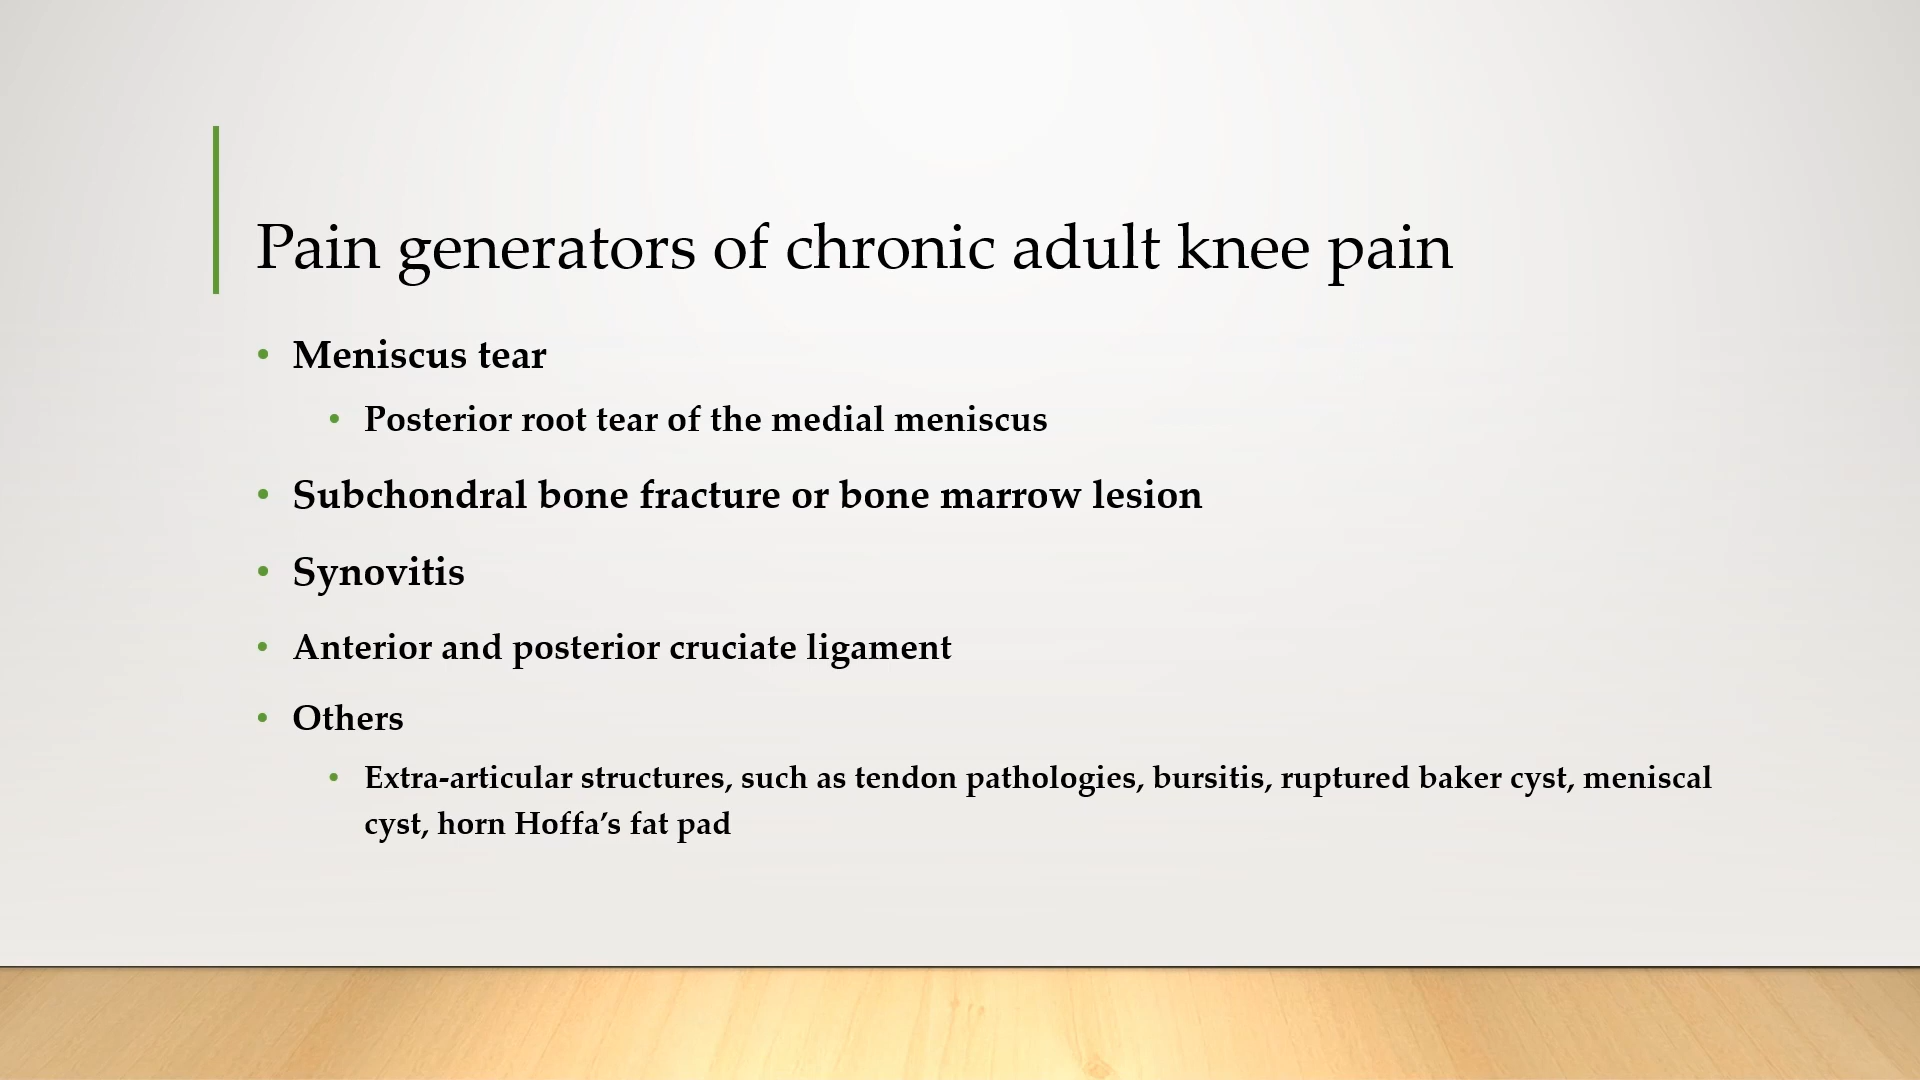 Pain generators of chronic adult knee pain
• Meniscus tear
• Posterior root tear of the medial meniscus
• Subchondral bone fracture or bone marrow lesion
• Synovitis
• Anterior and posterior cruciate ligament
• Others
• Extra-articular structures, such as tendon pathologies, bursitis, ruptured baker cyst, meniscal
cyst, horn Hoffa’s fat pad